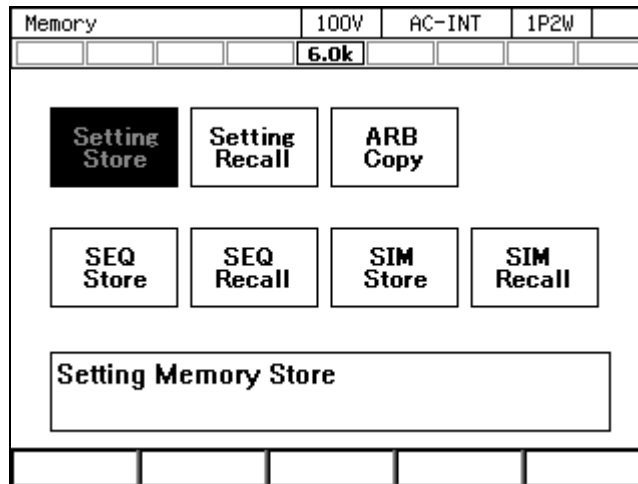 Memory 100V AC-INT 1P2W
6.0k
Setting Store
Setting Recall
ARB Copy
SEQ Store
SEQ Recall
SIM Store
SIM Recall
Setting Memory Store